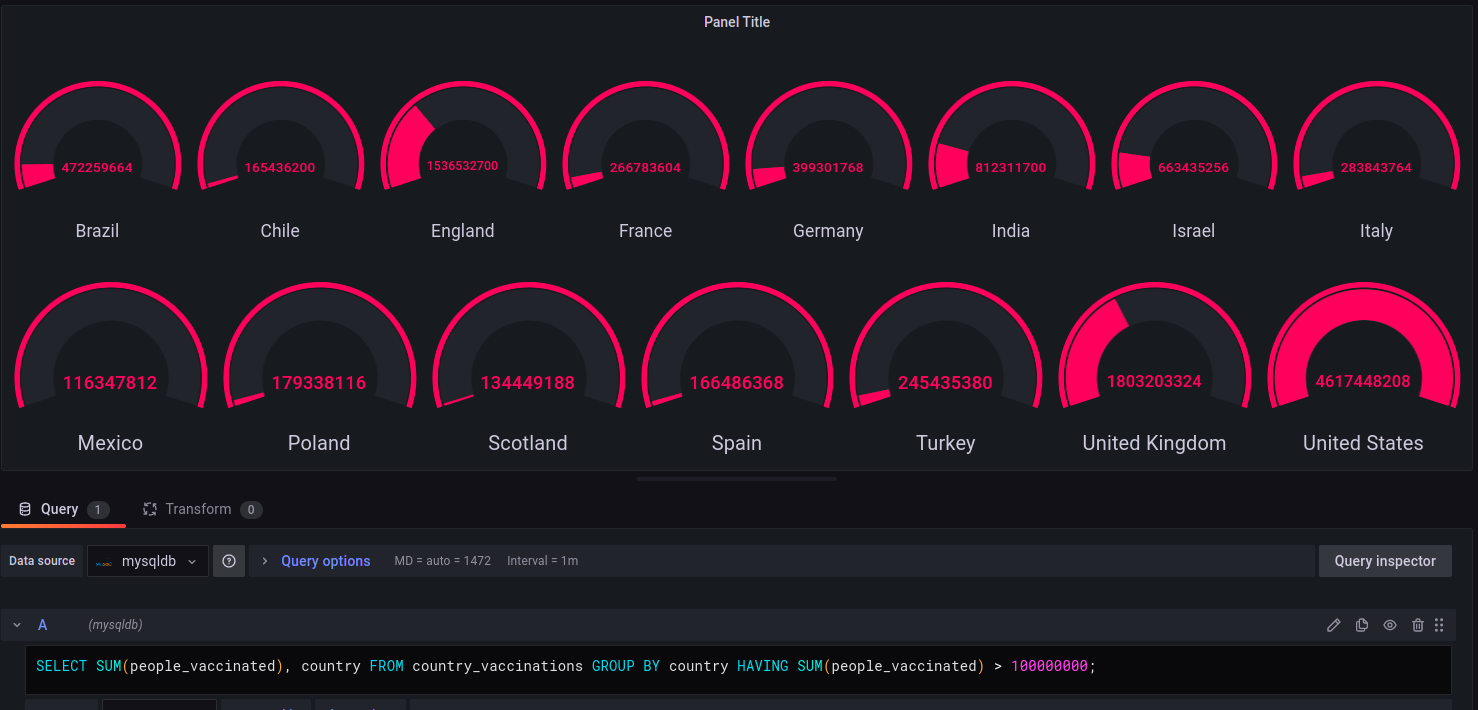 Panel Title
472259664 165436200 1536532700 266783604 399301768 812311700 663435256 283843764
Brazil Chile England France Germany India Israel Italy
116347812 179338116 134449188 166486368 245435380 1803203324 4617448208
Mexico Poland Scotland Spain Turkey United Kingdom United States
Query 1 Transform 0
Data source mysqldb Query options MD = auto = 1472 Interval = 1m Query inspector
A (mysqldb)
SELECT SUM(people_vaccinated), country FROM country_vaccinations GROUP BY country HAVING SUM(people_vaccinated) > 100000000;